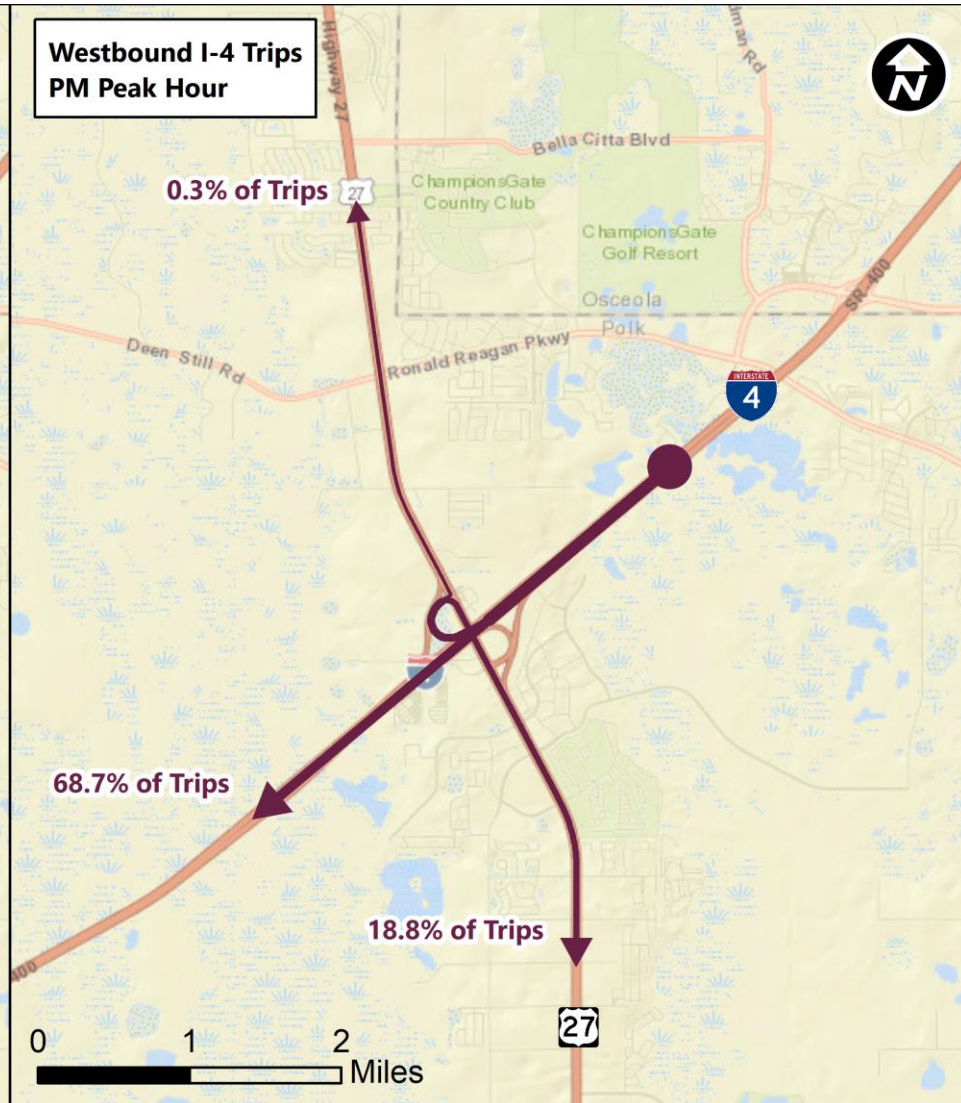 Westbound I-4 Trips
PM Peak Hour
Highway 27
dman Rd
N
Bella Citta Blvd
0.3% of Trips
27
ChampionsGate
Country Club
ChampionsGate
Golf Resort
SR 400
Osceola
Polk
Deen Still Rd
Ronald Reagan Pkwy
INTERSTATE
4
68.7% of Trips
18.8% of Trips
400
27
0 1 2
Miles